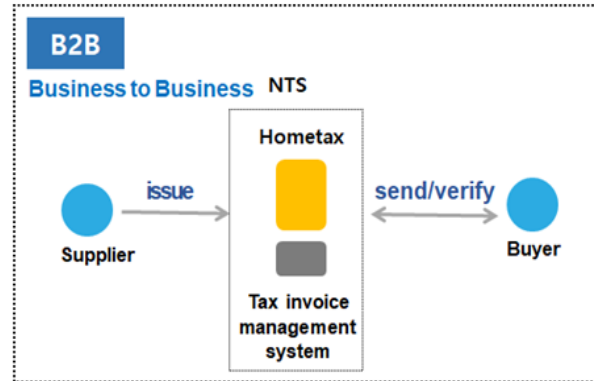 B2B
Business to Business
NTS
Hometax
issue
send/verify
Supplier
Buyer
Tax invoice
management
system